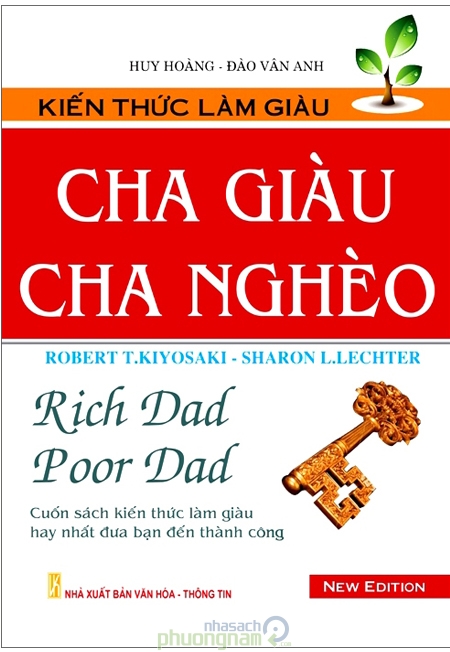 HUY HOÀNG - ĐÀO VÂN ANH
KIẾN THỨC LÀM GIÀU
CHA GIÀU
CHA NGHÈO
ROBERT T.KIYOSAKI - SHARON L.LECHTER
Rich Dad
Poor Dad
Cuốn sách kiến thức làm giàu
hay nhất đưa bạn đến thành công
NHÀ XUẤT BẢN VĂN HÓA - THÔNG TIN
NEW EDITION
nhasach
phuongnam
.com